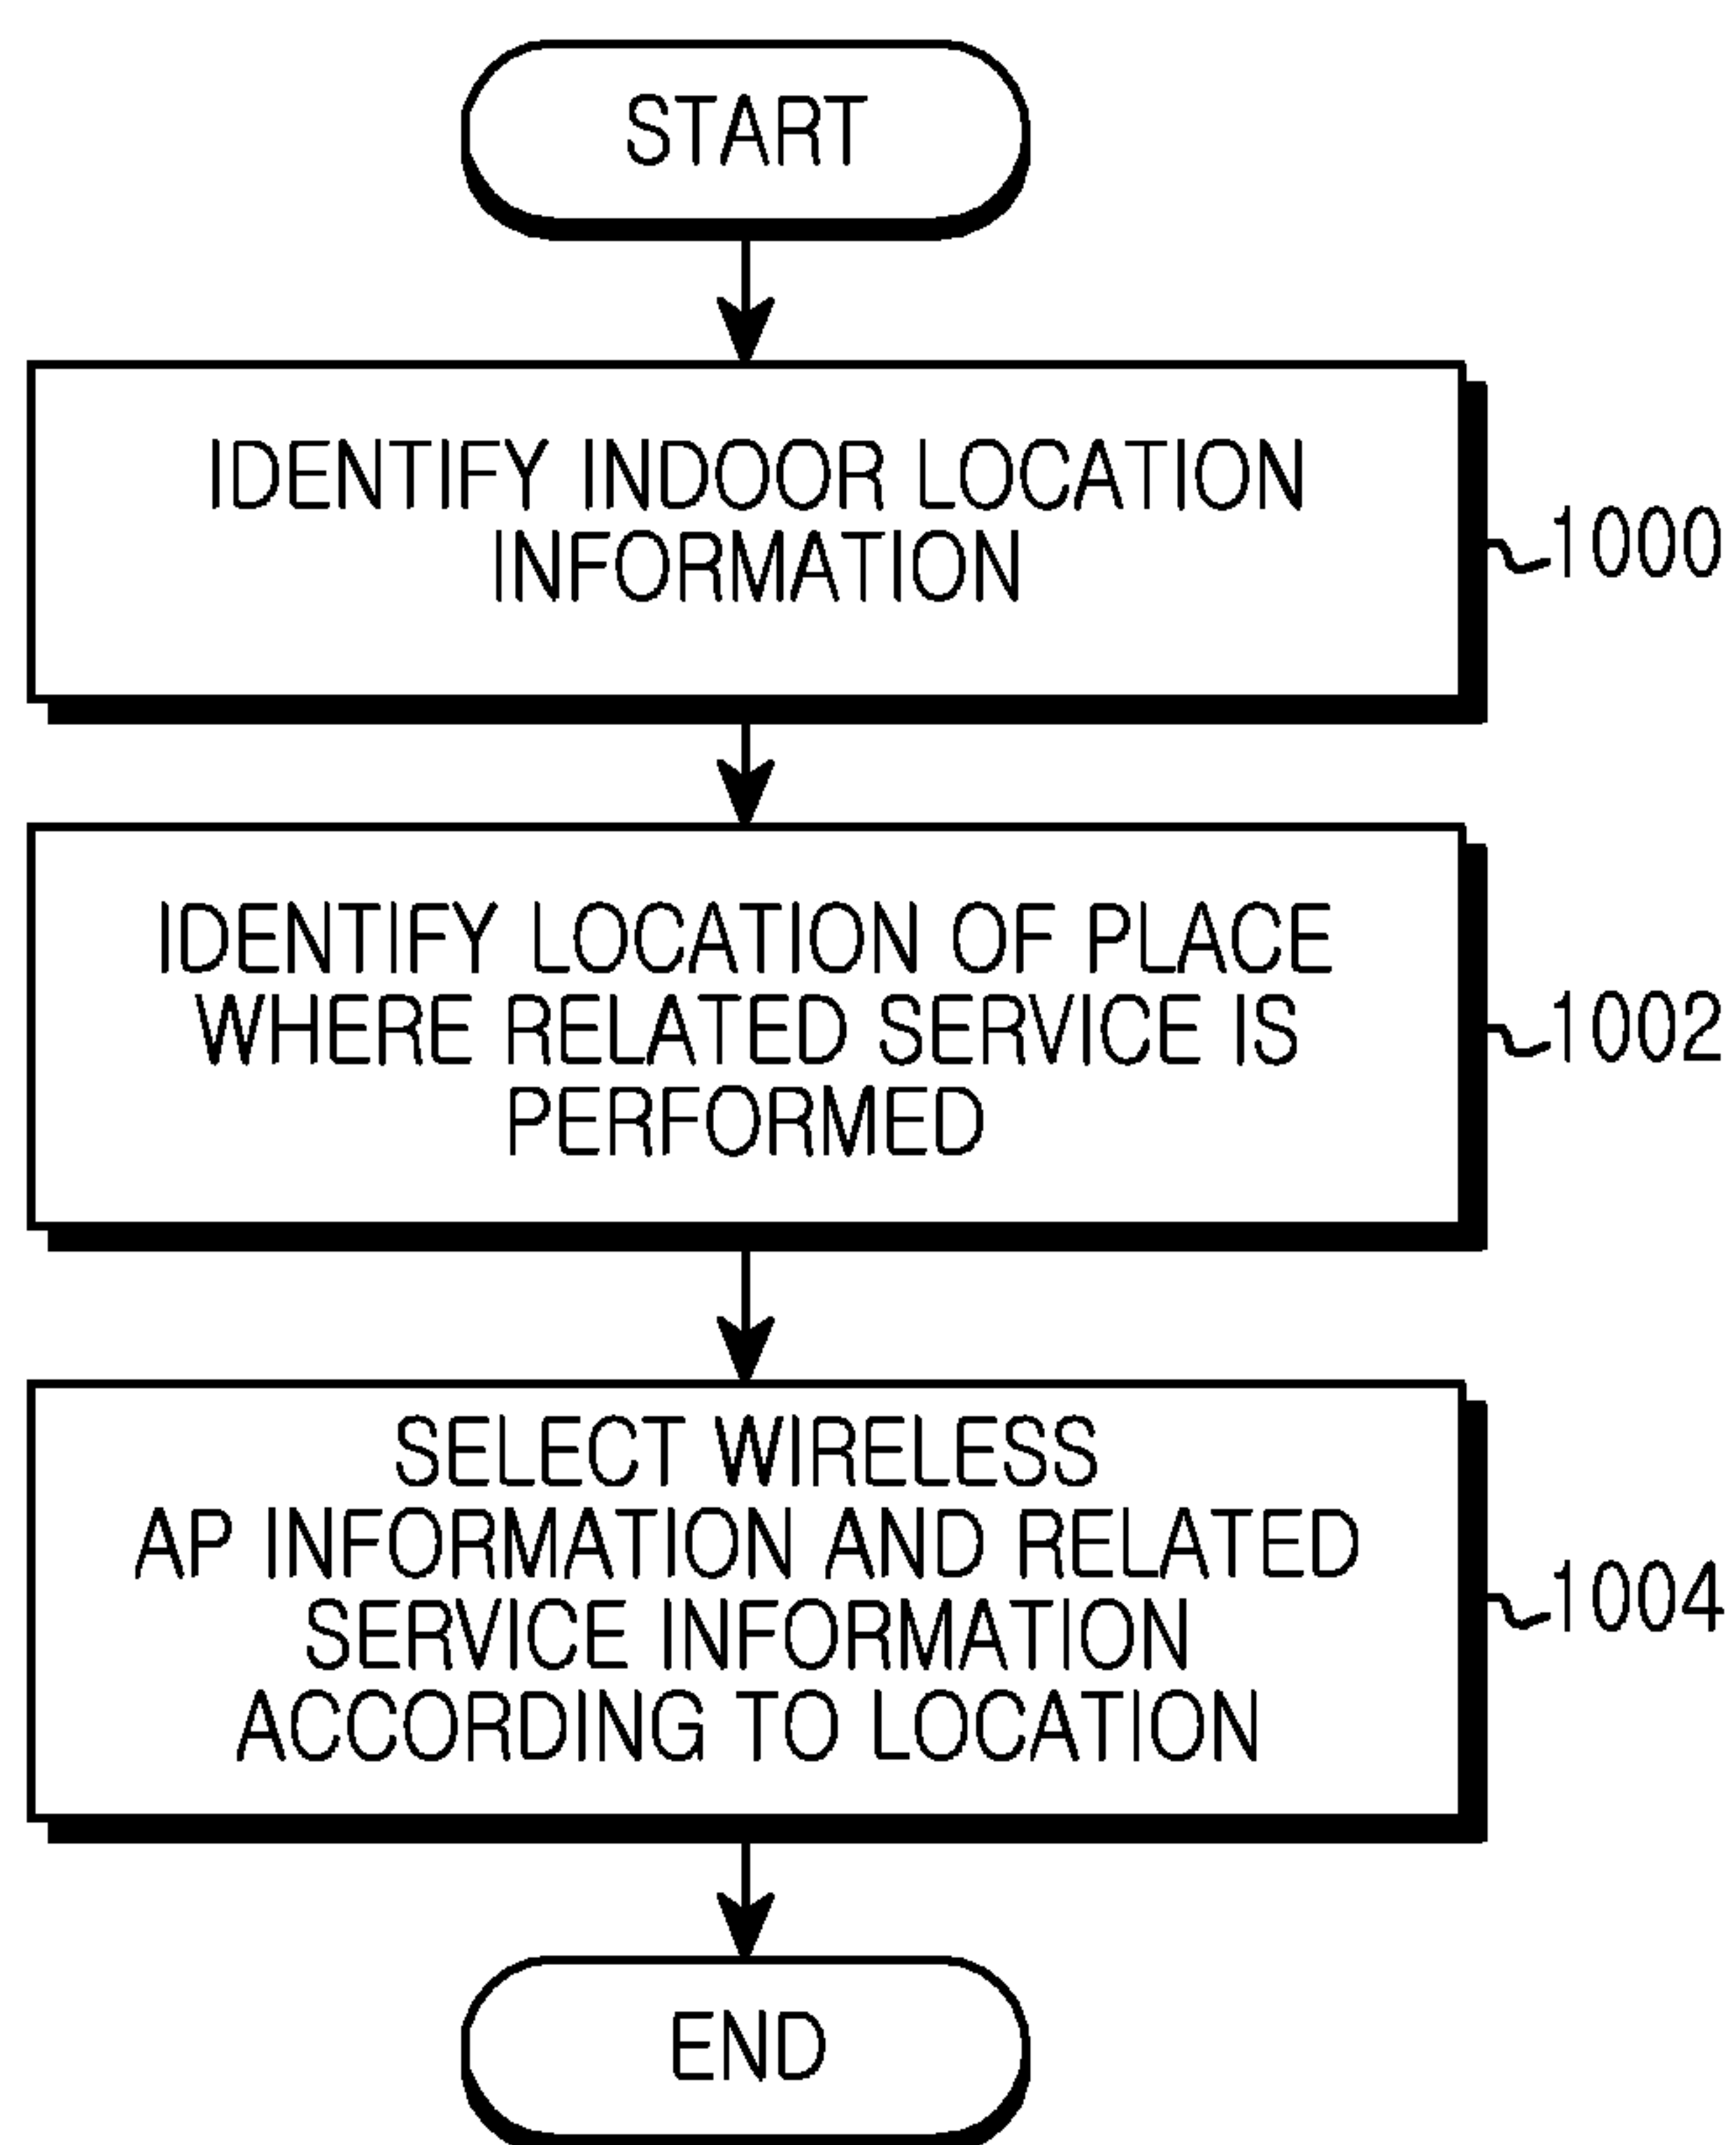 START
IDENTIFY INDOOR LOCATION
INFORMATION
1000
IDENTIFY LOCATION OF PLACE
WHERE RELATED SERVICE IS
PERFORMED
1002
SELECT WIRELESS
AP INFORMATION AND RELATED
SERVICE INFORMATION
ACCORDING TO LOCATION
1004
END